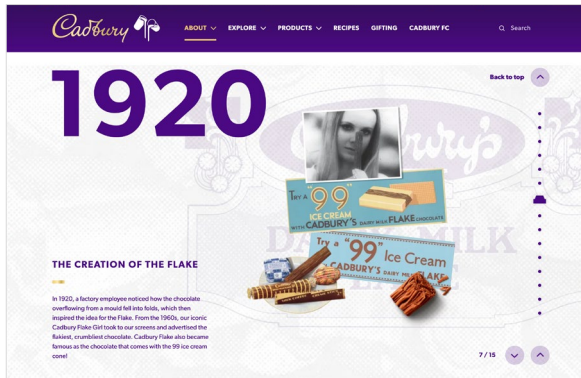 Cadbury
ABOUT
EXPLORE
PRODUCTS
RECIPES
GIFTING
CADBURY FC
Search
1920
Back to top
Cadbury's
TRY A "99"
ICE CREAM
WITH CADBURY'S DAIRY MILK FLAKE CHOCOLATE
Try a "99" Ice Cream
CADBURY'S DAIRY MILK FLAKE
DAIRY MILK
THE CREATION OF THE FLAKE
In 1920, a factory employee noticed how the chocolate
overflowing from a mould fell into folds, which then
inspired the idea for the Flake. From the 1960s, our iconic
Cadbury Flake Girl took to our screens and advertised the
flakiest, crumbliest chocolate. Cadbury Flake also became
famous as the chocolate that comes with the 99 ice cream
cone!
7 / 15